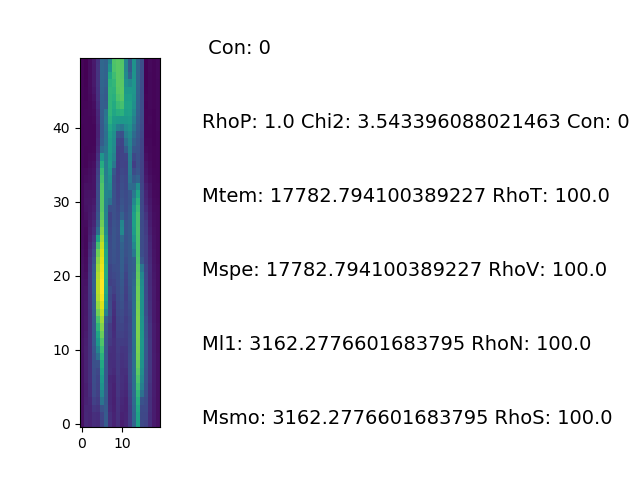 Con: 0
RhoP: 1.0 Chi2: 3.543396088021463 Con: 0
40
Mtem: 17782.794100389227 RhoT: 100.0
30
Mspe: 17782.794100389227 RhoV: 100.0
20
Ml1: 3162.2776601683795 RhoN: 100.0
10
Msmo: 3162.2776601683795 RhoS: 100.0
0
0 10